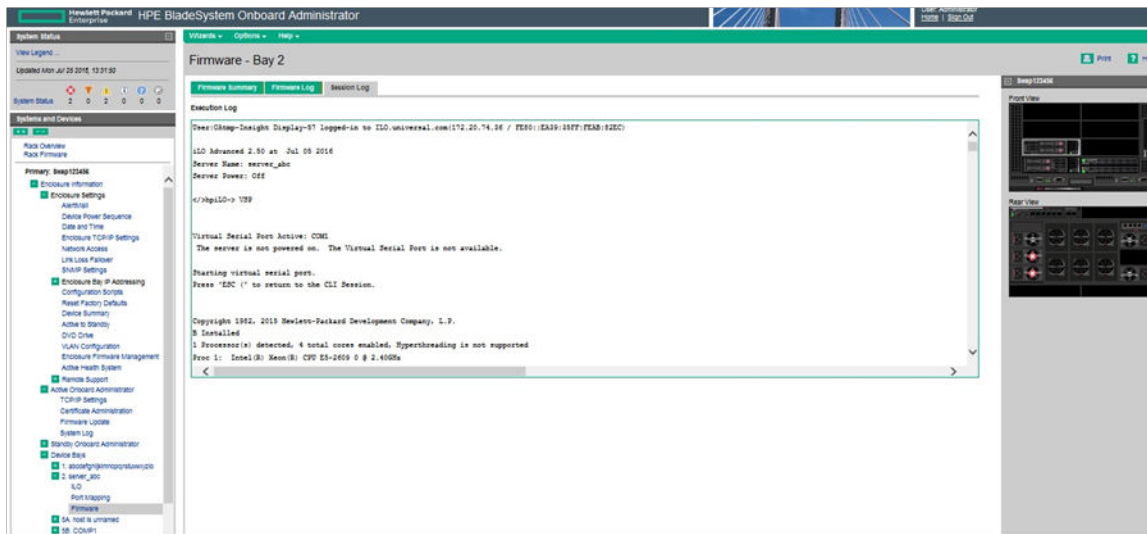 Hewlett Packard
Enterprise
HPE BladeSystem Onboard Administrator
User: Administrator
Home | Sign Out
System Status
View Legend ...
Updated Mon Jul 25 2016, 13:31:50
System Status 2 0 2 0 0 0
Systems and Devices
Rack Overview
Rack Firmware
Enclosure Information
Enclosure Settings
AlertMail
Device Power Sequence
Date and Time
Enclosure TCP/IP Settings
Network Access
Link Loss Failover
SNMP Settings
Enclosure Bay IP Addressing
Configuration Scripts
Reset Factory Defaults
Device Summary
Active to Standby
DVD Drive
VLAN Configuration
Enclosure Firmware Management
Active Health System
Remote Support
Active Onboard Administrator
TCP/IP Settings
Certificate Administration
Firmware Update
System Log
Standby Onboard Administrator
Device Bays
2. server_abc
iLO
Port Mapping
Firmware
5A. host is unnamed
5B. COMP1
Wizards Options Help
Firmware - Bay 2
Print
Firmware Summary Firmware Log Session Log
Execution Log
iLO Advanced 2.50 at Jul 05 2016
Server Name: server_abc
Server Power: Off
</>hpiLO-> VSP
Virtual Serial Port Active: COM1
The server is not powered on. The Virtual Serial Port is not available.
Starting virtual serial port.
Press 'ESC (' to return to the CLI Session.
Copyright 1982, 2015 Hewlett-Packard Development Company, L.P.
B Installed
1 Processor(s) detected, 4 total cores enabled, Hyperthreading is not supported
Proc 1: Intel(R) Xeon(R) CPU E5-2609 0 @ 2.40GHz
Front View
Rear View